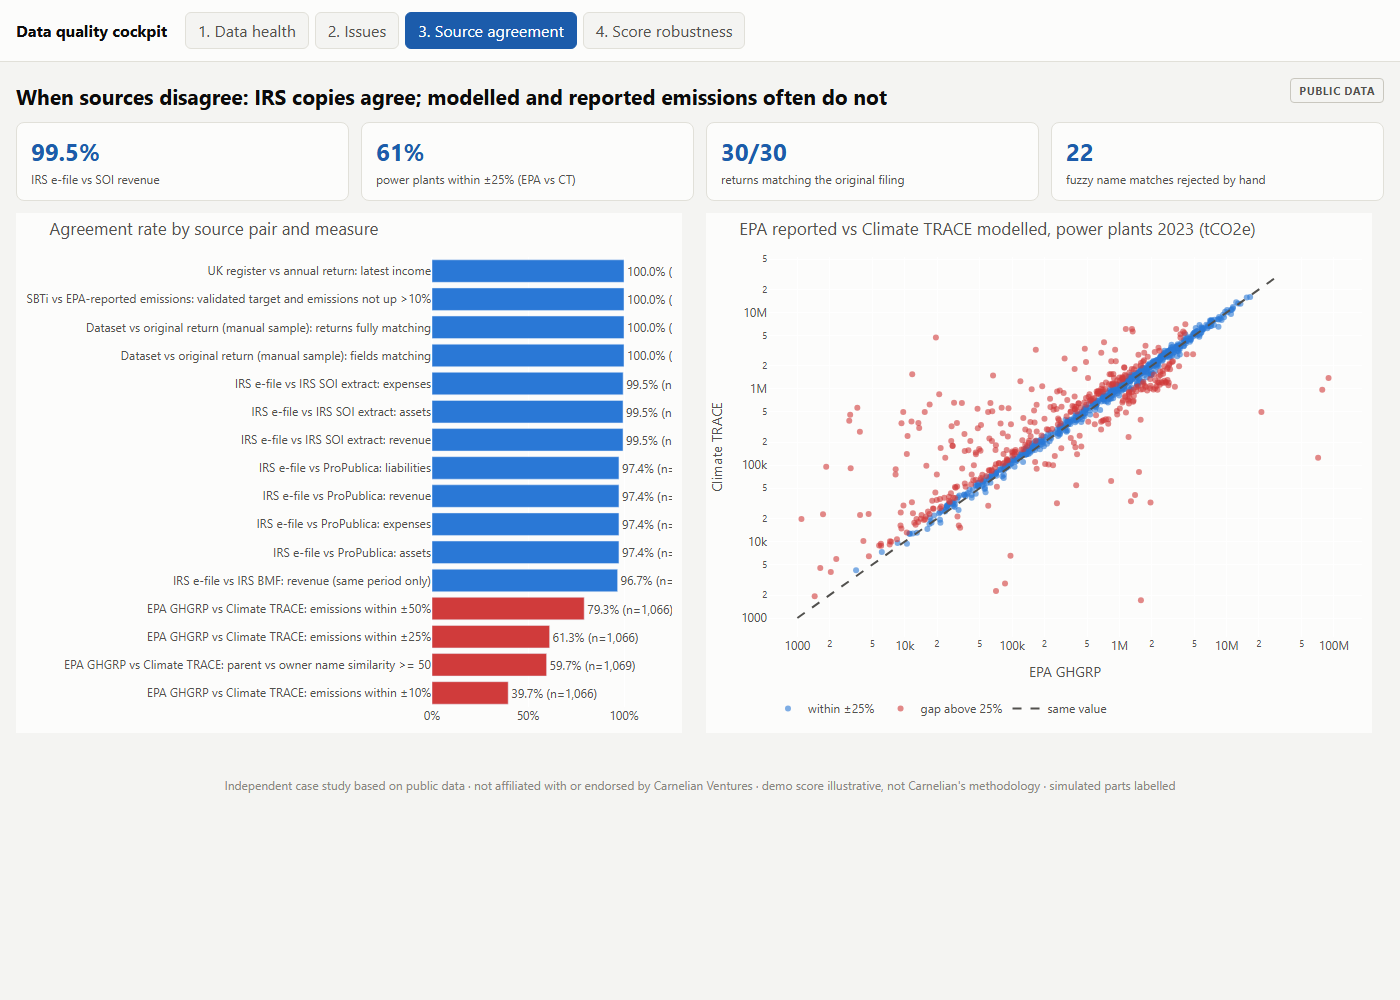 Data quality cockpit
1. Data health
2. Issues
3. Source agreement
4. Score robustness
When sources disagree: IRS copies agree; modelled and reported emissions often do not
PUBLIC DATA
99.5%
IRS e-file vs SOI revenue
61%
power plants within ±25% (EPA vs CT)
30/30
returns matching the original filing
22
fuzzy name matches rejected by hand
Agreement rate by source pair and measure
UK register vs annual return: latest income 100.0% (
SBTi vs EPA-reported emissions: validated target and emissions not up >10% 100.0% (
Dataset vs original return (manual sample): returns fully matching 100.0% (
Dataset vs original return (manual sample): fields matching 100.0% (
IRS e-file vs IRS SOI extract: expenses 99.5% (n
IRS e-file vs IRS SOI extract: assets 99.5% (n
IRS e-file vs IRS SOI extract: revenue 99.5% (n
IRS e-file vs ProPublica: liabilities 97.4% (n=
IRS e-file vs ProPublica: revenue 97.4% (n=
IRS e-file vs ProPublica: expenses 97.4% (n=
IRS e-file vs ProPublica: assets 97.4% (n=
IRS e-file vs IRS BMF: revenue (same period only) 96.7% (n=
EPA GHGRP vs Climate TRACE: emissions within ±50% 79.3% (n=1,066)
EPA GHGRP vs Climate TRACE: emissions within ±25% 61.3% (n=1,066)
EPA GHGRP vs Climate TRACE: parent vs owner name similarity >= 50 59.7% (n=1,069)
EPA GHGRP vs Climate TRACE: emissions within ±10% 39.7% (n=1,066)
0% 50% 100%
EPA reported vs Climate TRACE modelled, power plants 2023 (tCO2e)
Climate TRACE
5
2
10M
5
2
1M
5
2
100k
5
2
10k
5
2
1000
1000 2 5 10k 2 5 100k 2 5 1M 2 5 10M 2 5 100M
EPA GHGRP
within ±25% gap above 25% same value
Independent case study based on public data · not affiliated with or endorsed by Carnelian Ventures · demo score illustrative, not Carnelian's methodology · simulated parts labelled